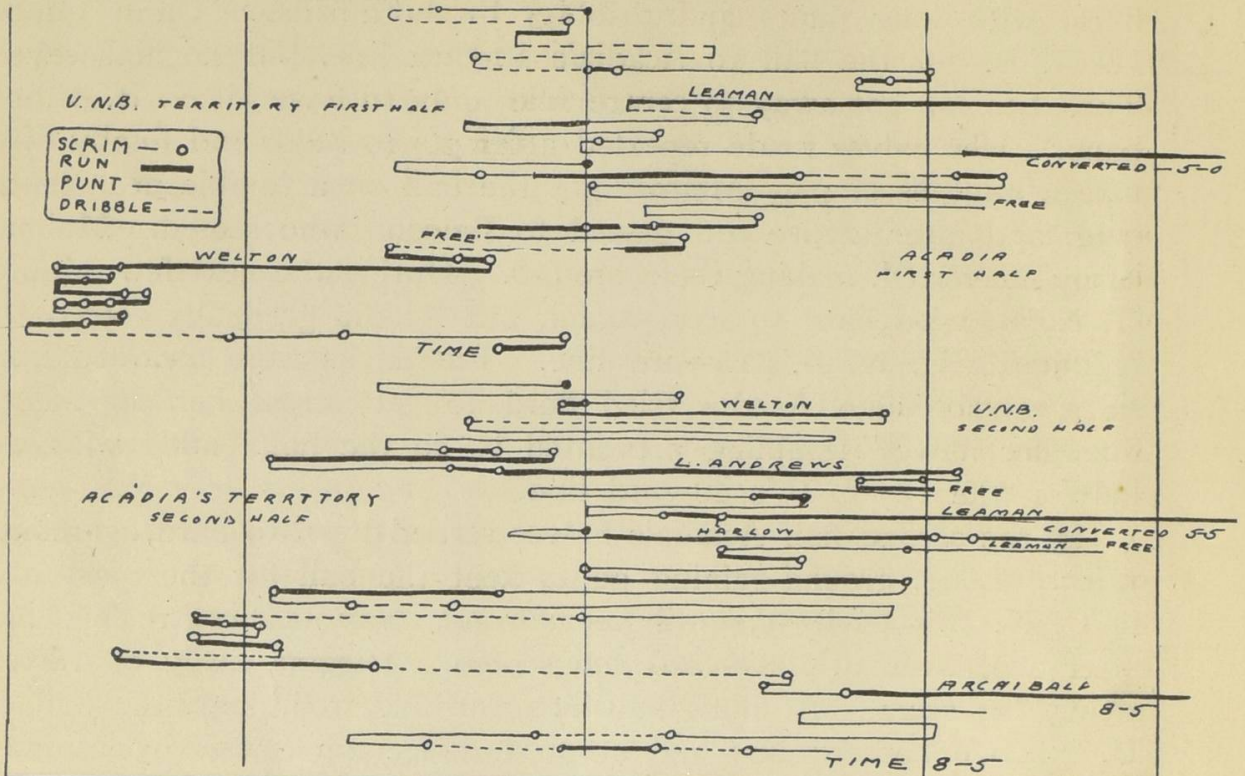 LEAMAN
U.N.B. TERRITORY FIRST HALF
SCRIM
RUN
PUNT
DRIBBLE
CONVERTED - 5-0
FREE
FREE
ACADIA
FIRST HALF
WELTON
TIME
WELTON
U.N.B.
SECOND HALF
L. ANDREWS
FREE
ACADIA'S TERRTTORY
SECOND HALF
LEAMAN
HARLOW
CONVERTED 5-5
LEAMAN FREE
ARCHIBALD
8-5
TIME 8-5